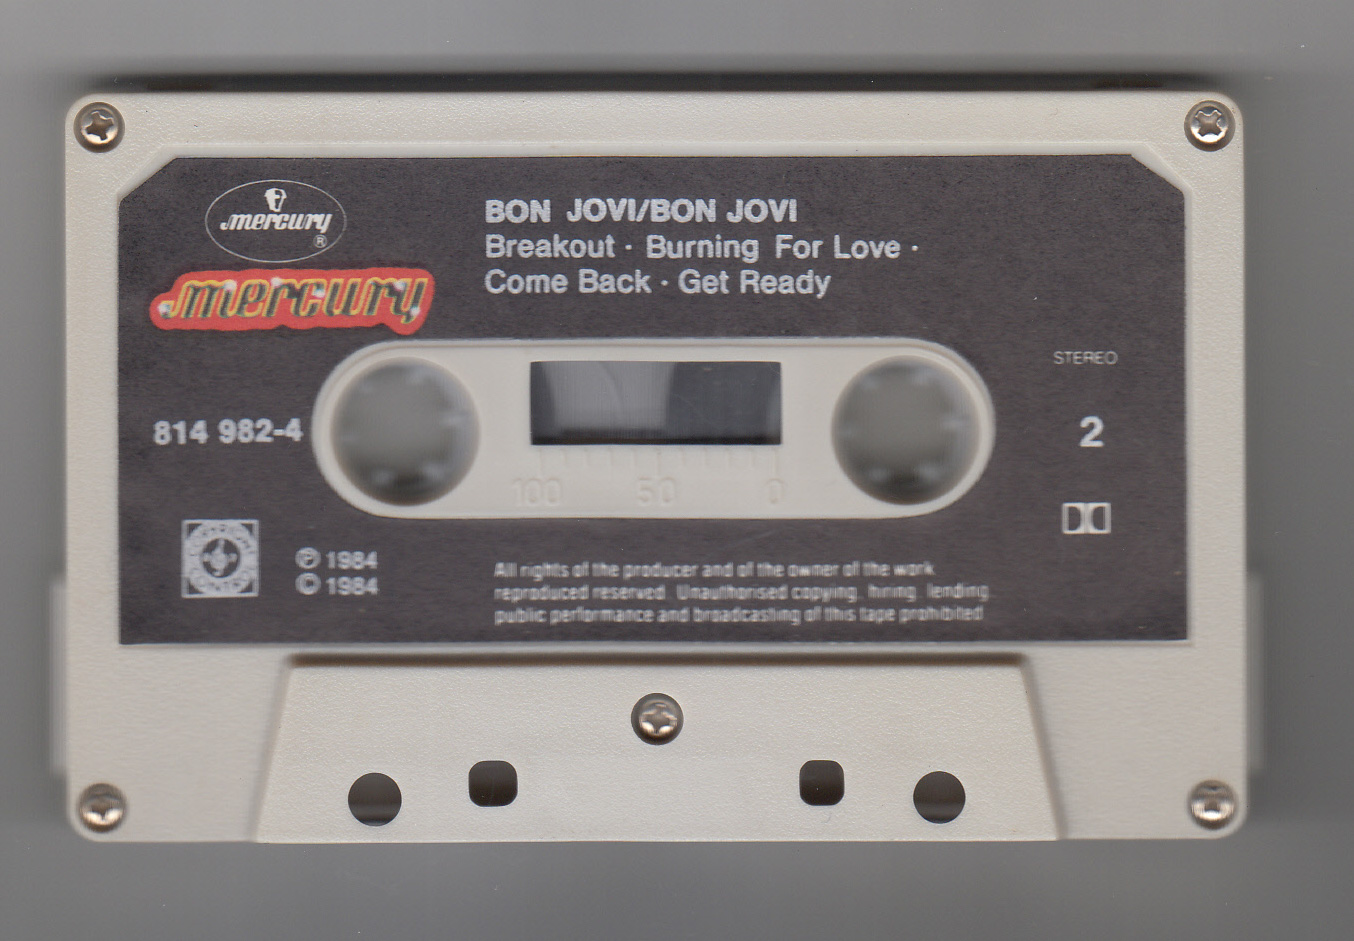 mercury
®
mercury
BON JOVI/BON JOVI
Breakout · Burning For Love ·
Come Back · Get Ready
STEREO
814 982-4
2
100 50 0
℗ 1984
© 1984
All rights of the producer and of the owner of the work
reproduced reserved. Unauthorised copying, hiring, lending,
public performance and broadcasting of this tape prohibited